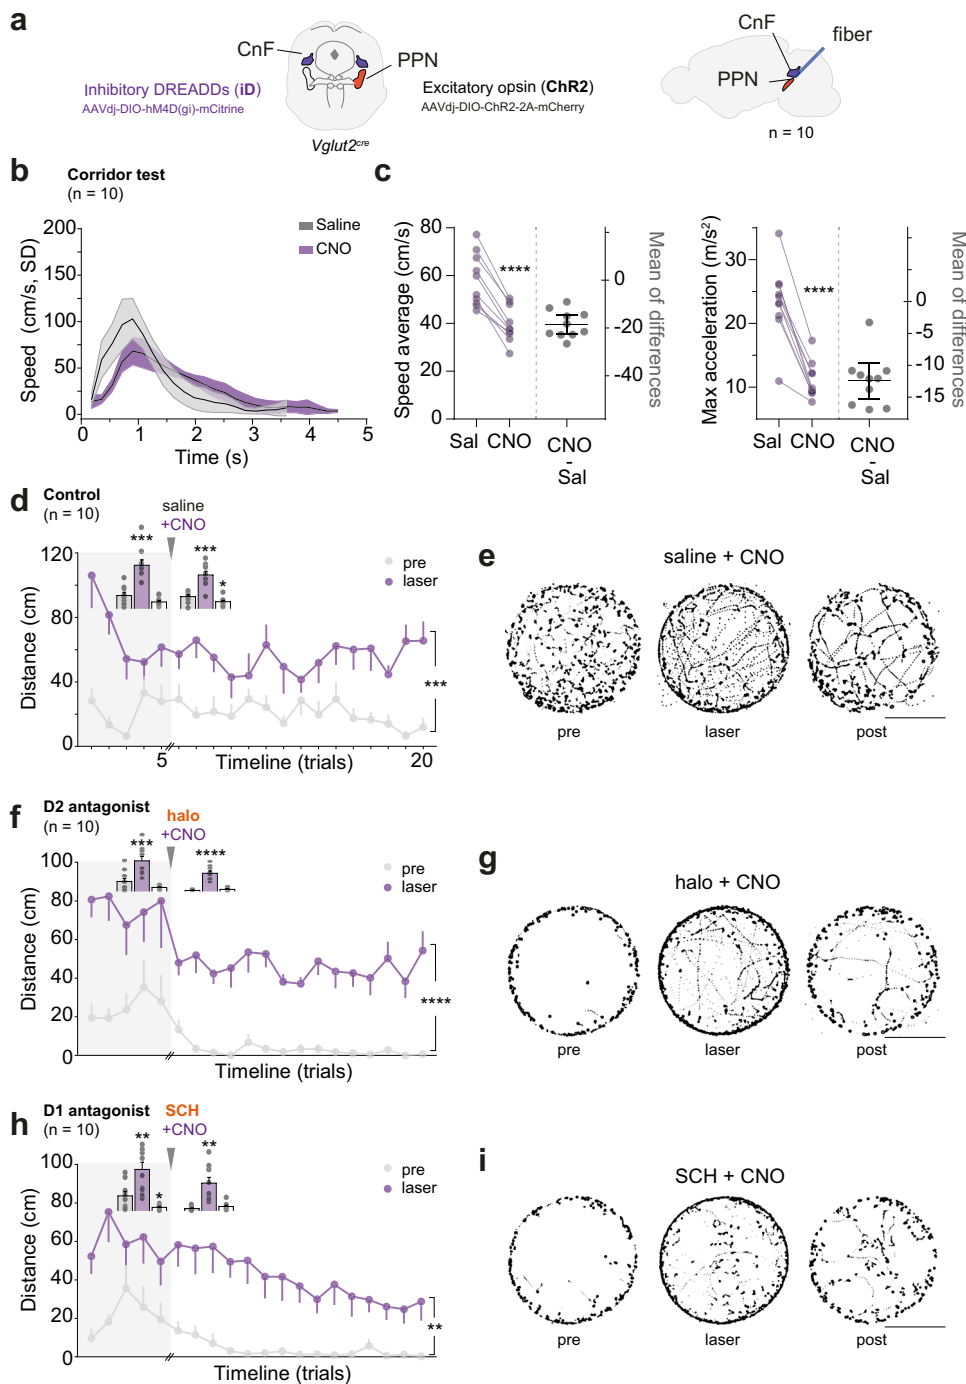 a
CnF
PPN
Inhibitory DREADDs (iD)
AAVdj-DIO-hM4D(gi)-mCitrine
Excitatory opsin (ChR2)
AAVdj-DIO-ChR2-2A-mCherry
Vglut2cre
CnF
fiber
PPN
n = 10
b
Corridor test
(n = 10)
Saline
CNO
Speed (cm/s, SD)
200
150
100
50
0
0
1
2
3
4
5
Time (s)
c
Speed average (cm/s)
80
60
40
20
0
****
Mean of differences
0
-20
-40
Sal
CNO
CNO
-
Sal
Max acceleration (m/s²)
30
20
10
****
Mean of differences
0
-5
-10
-15
Sal
CNO
CNO
-
Sal
d
Control
(n = 10)
saline
+CNO
***
***
*
pre
laser
Distance (cm)
120
80
40
0
***
5
20
Timeline (trials)
e
saline + CNO
pre
laser
post
f
D2 antagonist
(n = 10)
halo
+CNO
***
****
pre
laser
Distance (cm)
100
80
60
40
20
0
****
Timeline (trials)
g
halo + CNO
pre
laser
post
h
D1 antagonist
(n = 10)
SCH
+CNO
**
*
**
pre
laser
Distance (cm)
100
80
60
40
20
0
**
Timeline (trials)
i
SCH + CNO
pre
laser
post